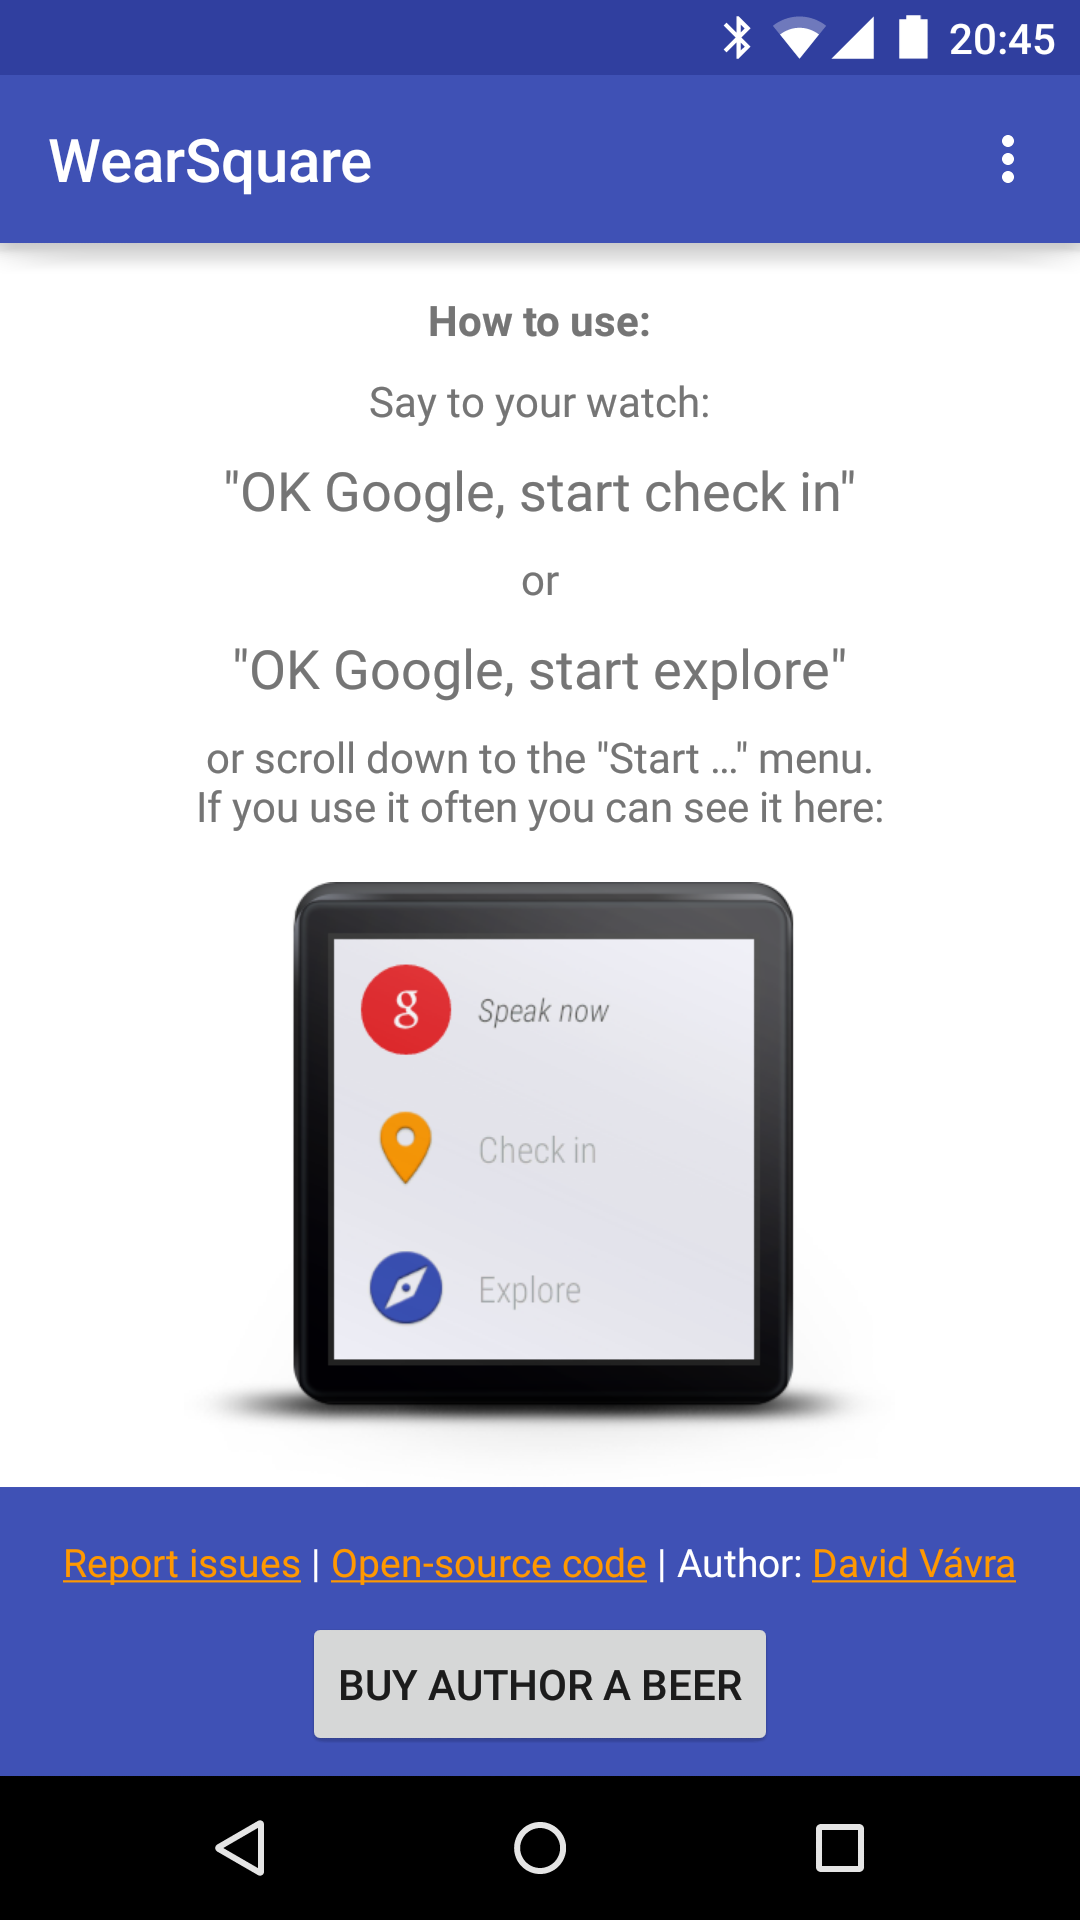 20:45
WearSquare
How to use:
Say to your watch:
"OK Google, start check in"
or
"OK Google, start explore"
or scroll down to the "Start ..." menu.
If you use it often you can see it here:
g
Speak now
Check in
Explore
Report issues | Open-source code | Author: David Vávra
BUY AUTHOR A BEER